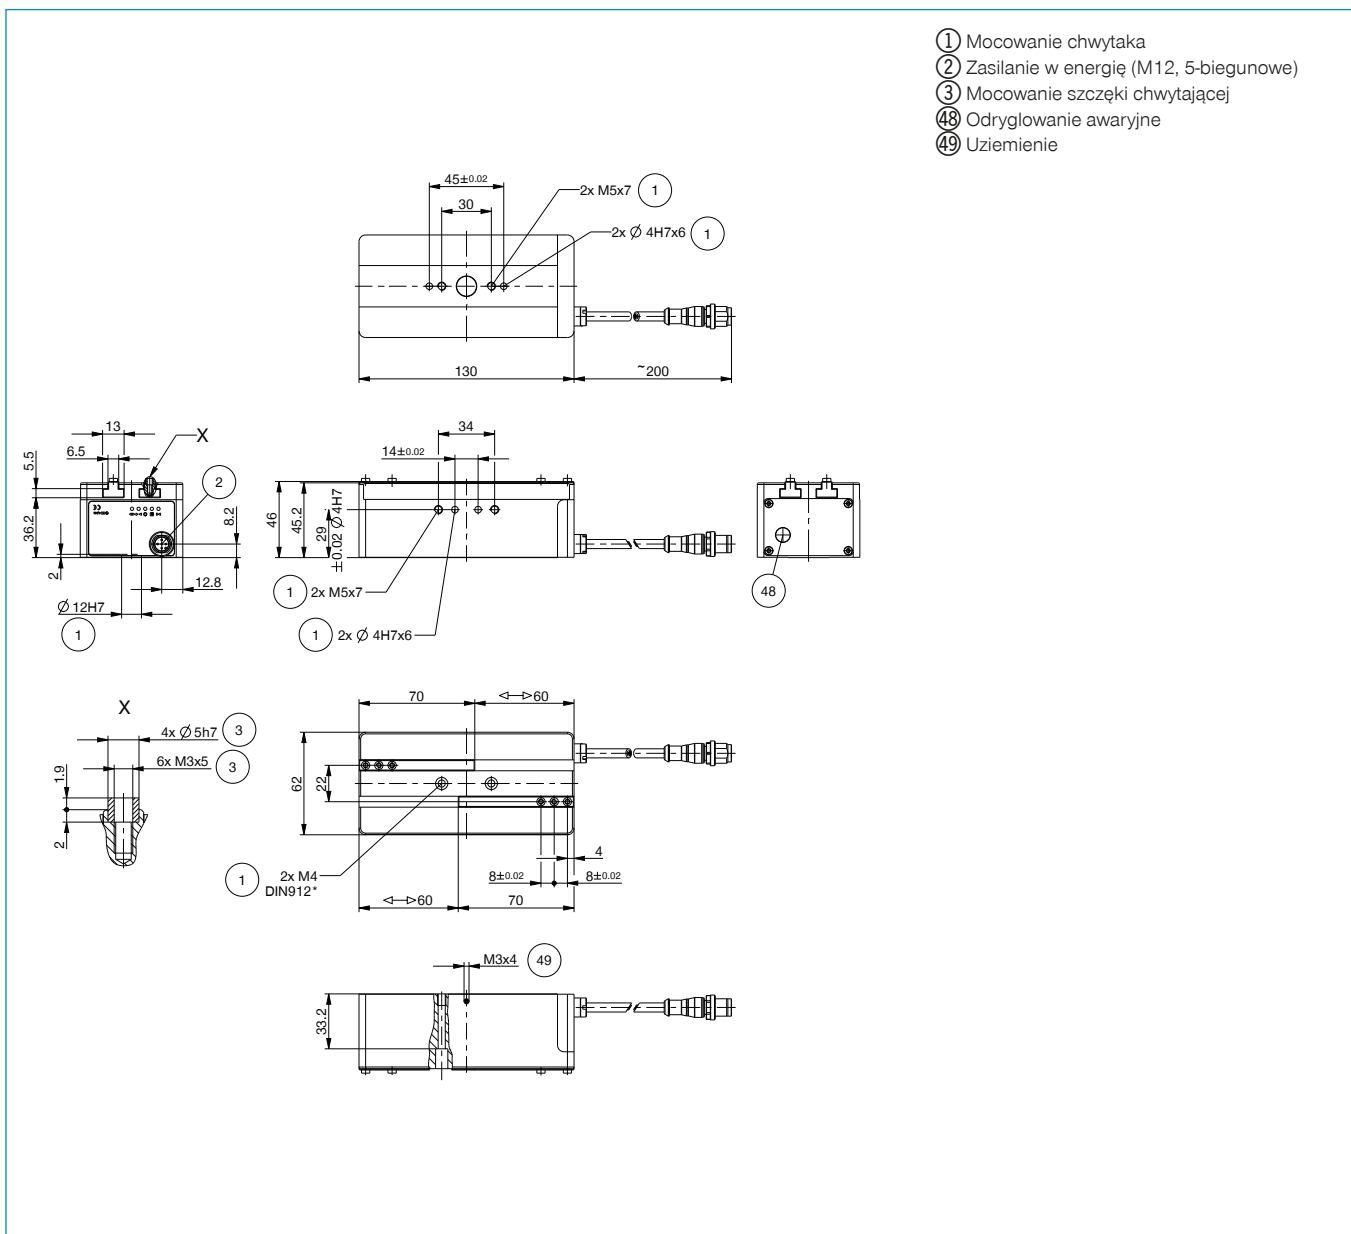 ① Mocowanie chwytaka
② Zasilanie w energię (M12, 5-biegunowe)
③ Mocowanie szczęki chwytającej
㊽ Odryglowanie awaryjne
㊾ Uziemienie
45±0.02
30
2x M5x7 1
2x Ø 4H7x6 1
130
~200
13
X
6.5
5.5
36.2
2
2
8.2
12.8
Ø 12H7
1
34
14±0.02
46
45.2
29
±0.02 Ø 4H7
1 2x M5x7
1 2x Ø 4H7x6
48
X
4x Ø 5h7 3
6x M3x5 3
1.9
2
70
60
62
22
4
8±0.02
8±0.02
1 2x M4
DIN912*
60
70
M3x4 49
33.2